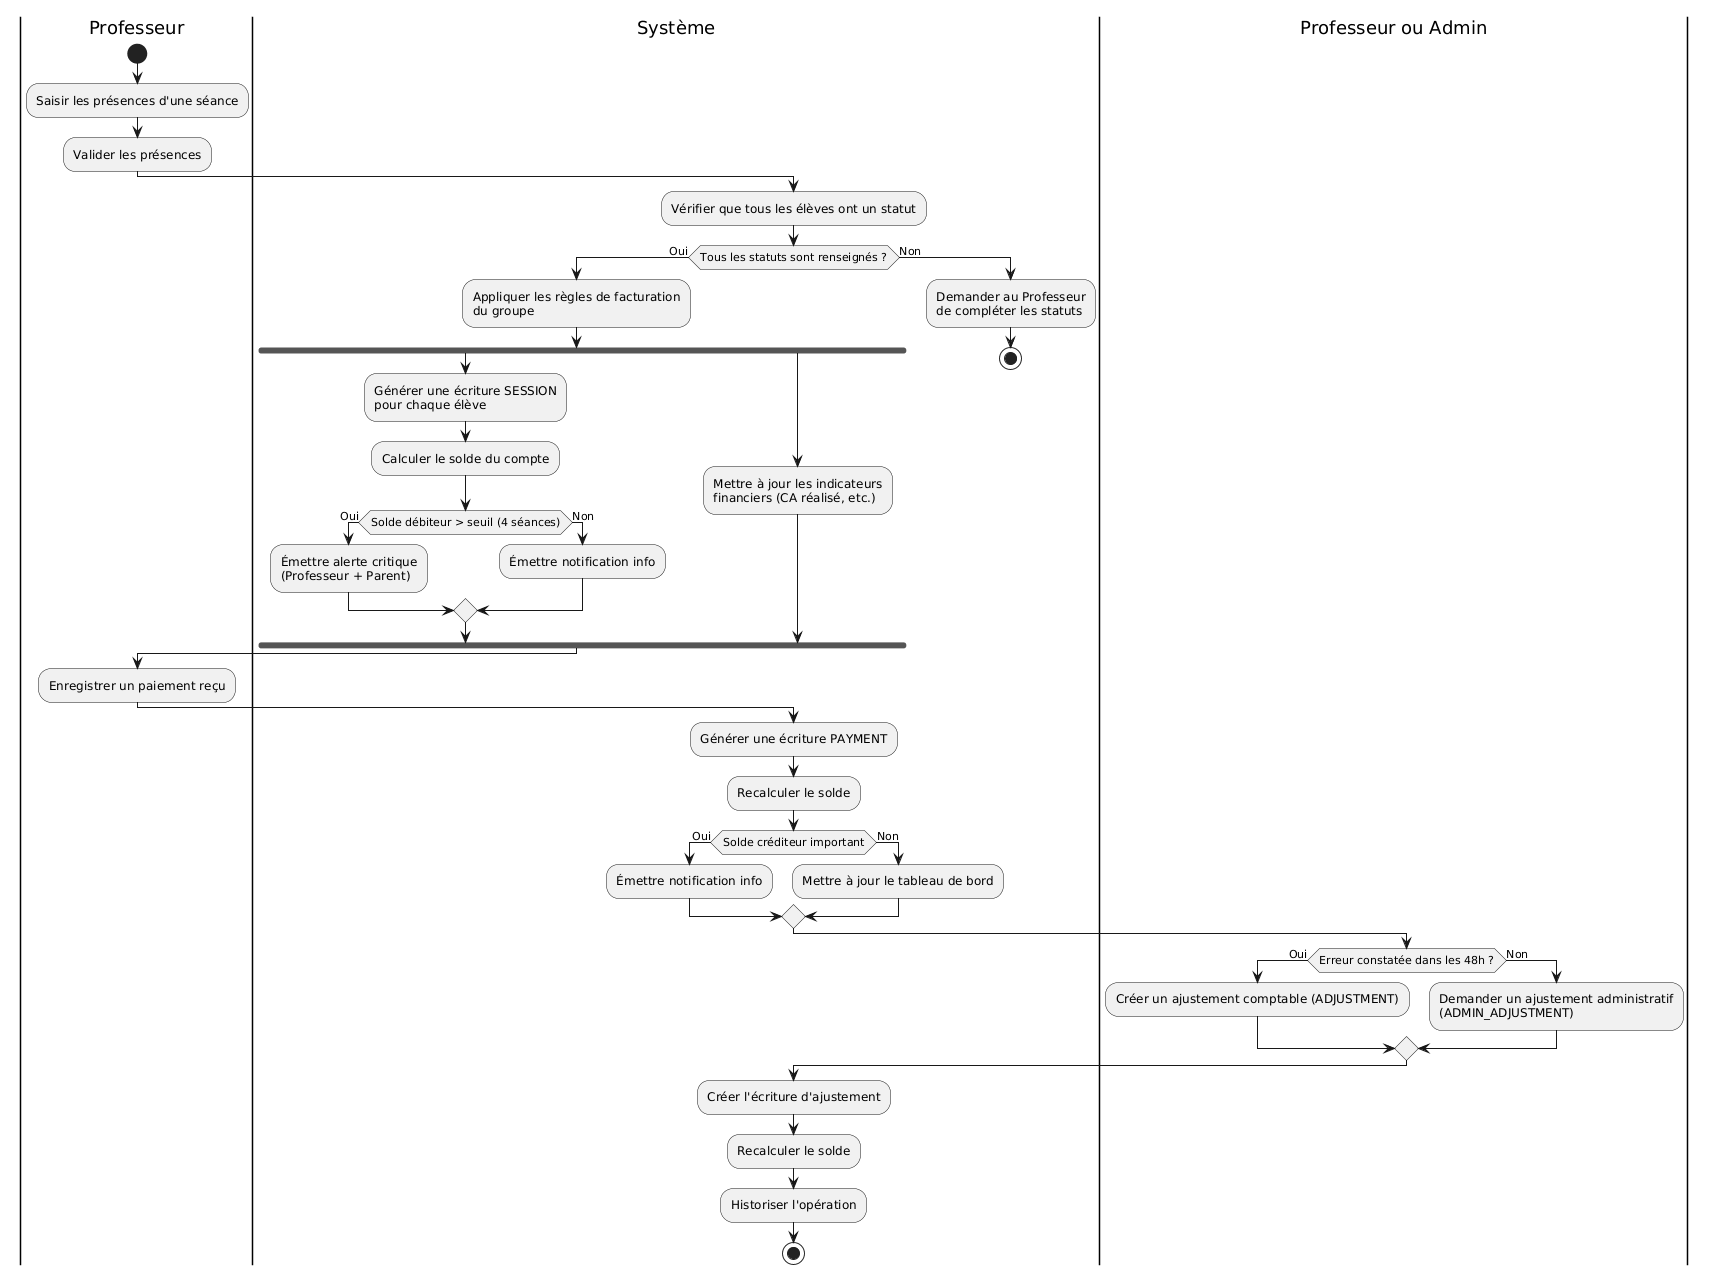 Professeur
Système
Professeur ou Admin
Saisir les présences d'une séance
Valider les présences
Vérifier que tous les élèves ont un statut
Oui
Tous les statuts sont renseignés ?
Non
Appliquer les règles de facturation
du groupe
Demander au Professeur
de compléter les statuts
Générer une écriture SESSION
pour chaque élève
Calculer le solde du compte
Mettre à jour les indicateurs
financiers (CA réalisé, etc.)
Oui
Solde débiteur > seuil (4 séances)
Non
Émettre alerte critique
(Professeur + Parent)
Émettre notification info
Enregistrer un paiement reçu
Générer une écriture PAYMENT
Recalculer le solde
Oui
Solde créditeur important
Non
Émettre notification info
Mettre à jour le tableau de bord
Oui
Erreur constatée dans les 48h ?
Non
Créer un ajustement comptable (ADJUSTMENT)
Demander un ajustement administratif
(ADMIN_ADJUSTMENT)
Créer l'écriture d'ajustement
Recalculer le solde
Historiser l'opération